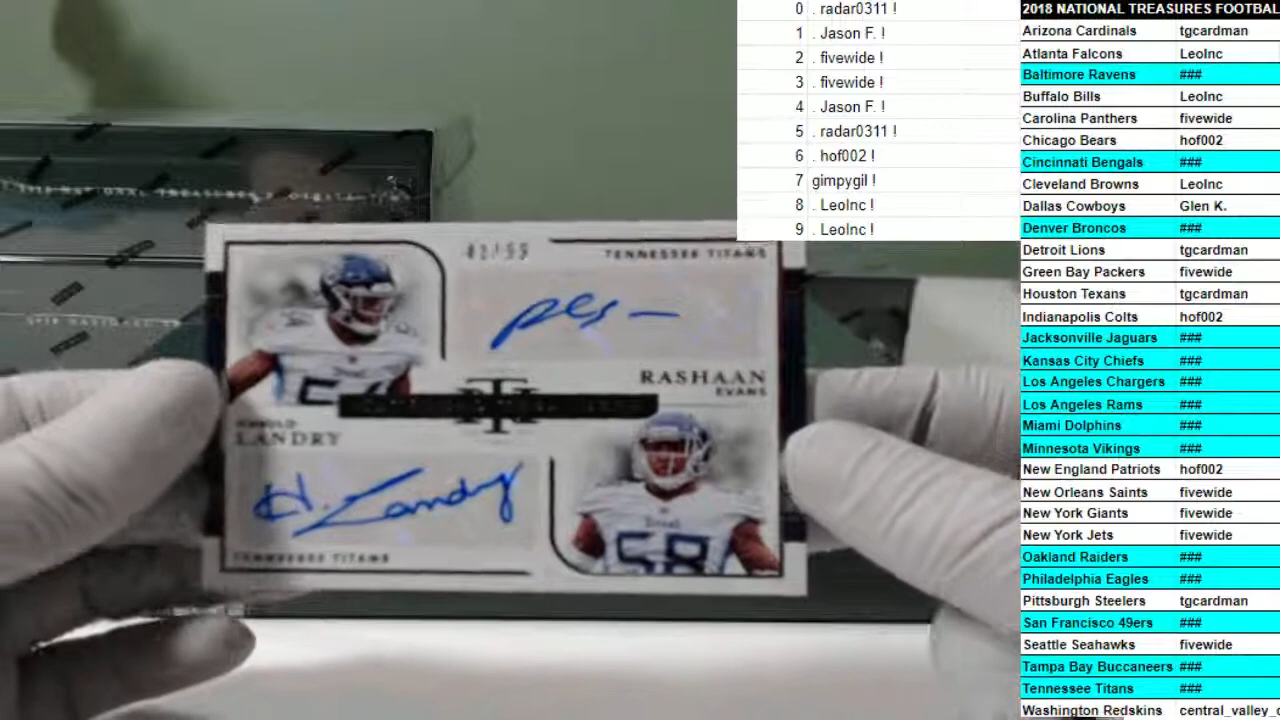 0 . radar0311 !
1 . Jason F. !
2 . fivewide !
3 . fivewide !
4 . Jason F. !
5 . radar0311 !
6 . hof002 !
7 gimpygil !
8 . LeoInc !
9 . LeoInc !
2018 NATIONAL TREASURES FOOTBAL
Arizona Cardinals tgcardman
Atlanta Falcons LeoInc
Baltimore Ravens ###
Buffalo Bills LeoInc
Carolina Panthers fivewide
Chicago Bears hof002
Cincinnati Bengals ###
Cleveland Browns LeoInc
Dallas Cowboys Glen K.
Denver Broncos ###
Detroit Lions tgcardman
Green Bay Packers fivewide
Houston Texans tgcardman
Indianapolis Colts hof002
Jacksonville Jaguars ###
Kansas City Chiefs ###
Los Angeles Chargers ###
Los Angeles Rams ###
Miami Dolphins ###
Minnesota Vikings ###
New England Patriots hof002
New Orleans Saints fivewide
New York Giants fivewide
New York Jets fivewide
Oakland Raiders ###
Philadelphia Eagles ###
Pittsburgh Steelers tgcardman
San Francisco 49ers ###
Seattle Seahawks fivewide
Tampa Bay Buccaneers ###
Tennessee Titans ###
Washington Redskins central_valley_
TENNESSEE TITANS
RASHAAN
EVANS
HAROLD
LANDRY
H Landry
58
TENNESSEE TITANS